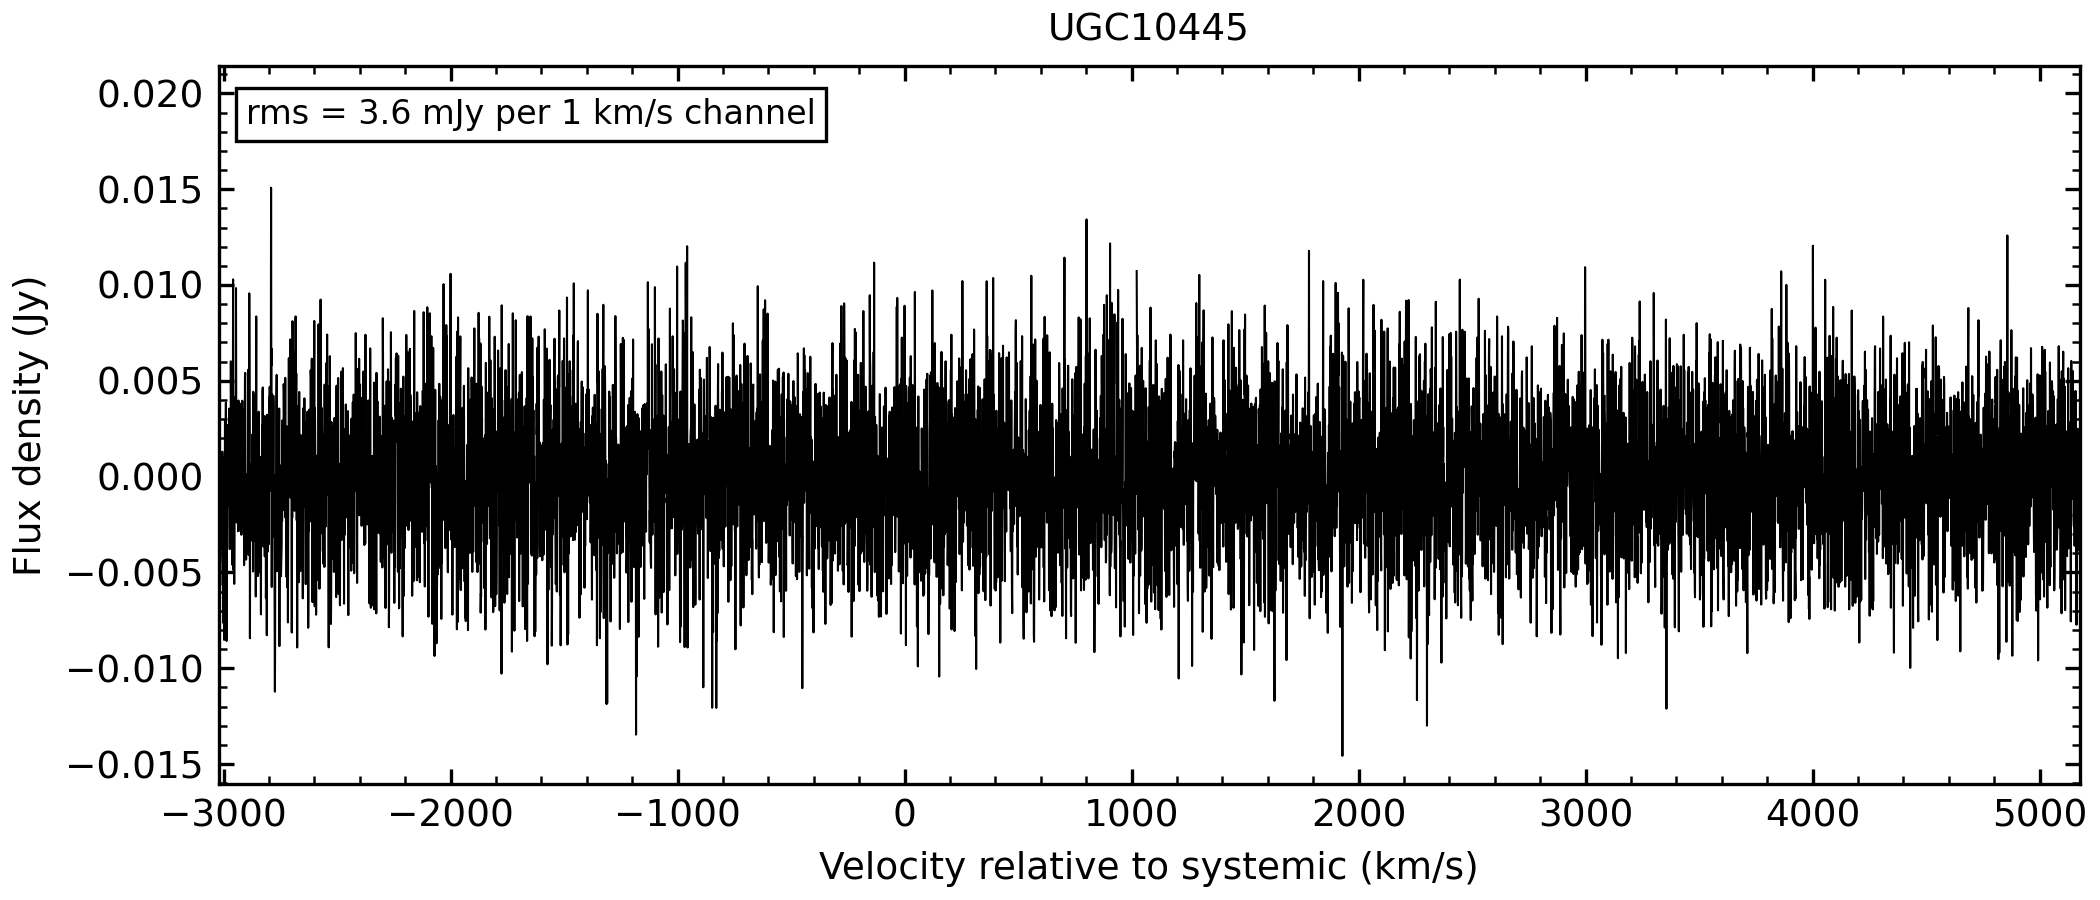 UGC10445
rms = 3.6 mJy per 1 km/s channel
Flux density (Jy)
0.020
0.015
0.010
0.005
0.000
−0.005
−0.010
−0.015
−3000 −2000 −1000 0 1000 2000 3000 4000 5000
Velocity relative to systemic (km/s)